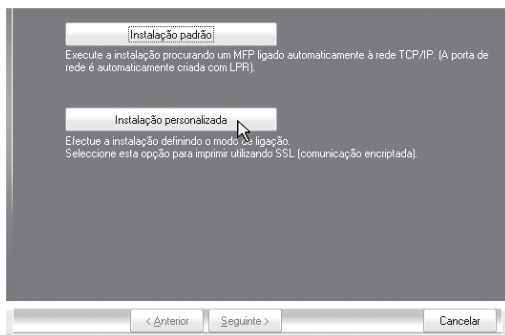 Instalação padrão
Execute a instalação procurando um MFP ligado automaticamente à rede TCP/IP. (A porta de
rede é automaticamente criada com LPR).
Instalação personalizada
Efectue a instalação definindo o modo de ligação.
Seleccione esta opção para imprimir utilizando SSL (comunicação encriptada).
< Anterior Seguinte > Cancelar